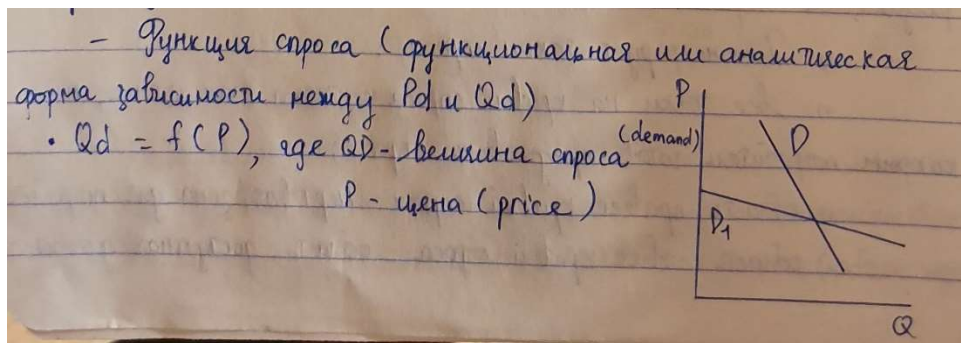 - Функция спроса (функциональная или аналитическая
форма зависимости между Pd и Qd)
• Qd = f(P), где QD - величина спроса (demand)
P - цена (price)
P
D
D1
Q